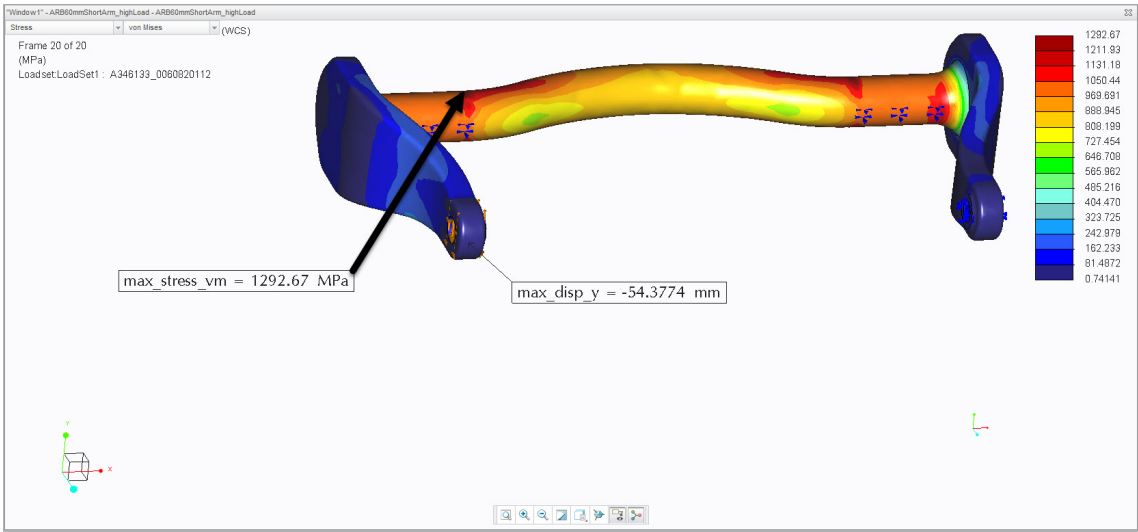 "Window1" - ARB60mmShortArm_highLoad - ARB60mmShortArm_highLoad
Stress
von Mises
(WCS)
Frame 20 of 20
(MPa)
Loadset:LoadSet1 : A346133_0060820112
1292.67
1211.93
1131.18
1050.44
969.691
888.945
808.199
727.454
646.708
565.962
485.216
404.470
323.725
242.979
162.233
81.4872
0.74141
max_stress_vm = 1292.67 MPa
max_disp_y = -54.3774 mm
Y
X